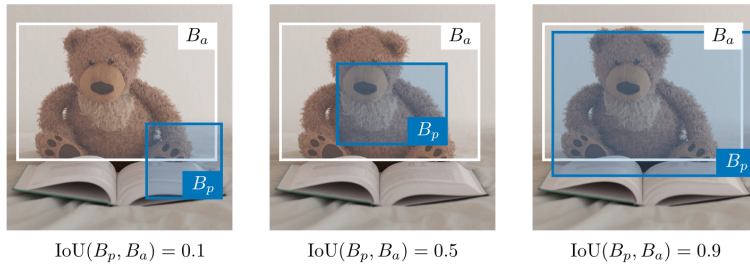 B_a
B_p
IoU(B_p, B_a) = 0.1
B_a
B_p
IoU(B_p, B_a) = 0.5
B_a
B_p
IoU(B_p, B_a) = 0.9